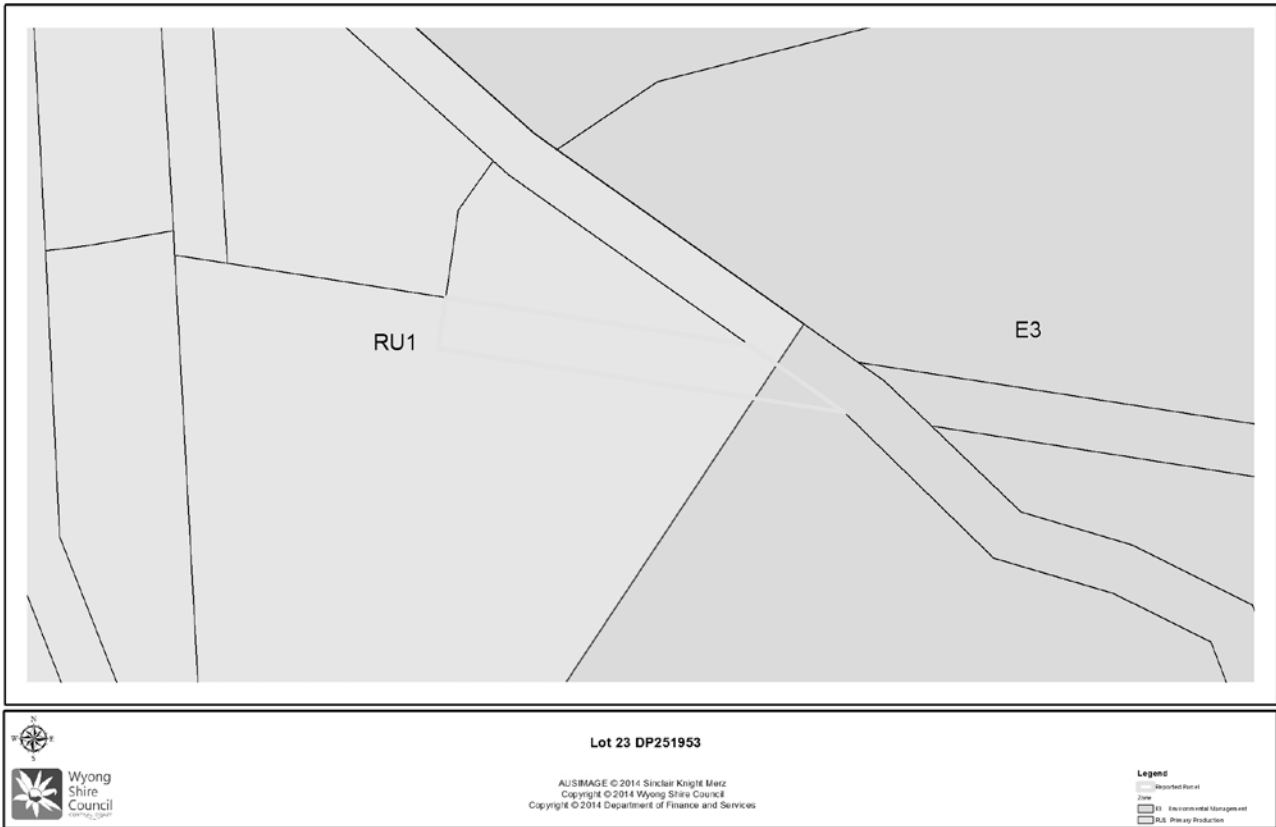 RU1
E3
N
W E
S
Wyong
Shire
Council
Lot 23 DP251953
AUSIMAGE © 2014 Sinclair Knight Merz
Copyright © 2014 Wyong Shire Council
Copyright © 2014 Department of Finance and Services
Legend
Reported Parcel
Zone
E3 Environmental Management
RU1 Primary Production